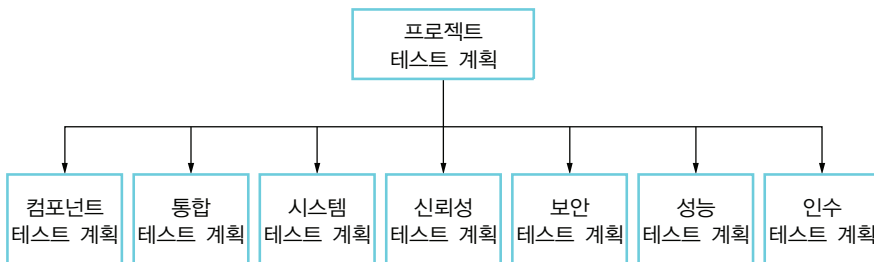 프로젝트
테스트 계획
컴포넌트
테스트 계획
통합
테스트 계획
시스템
테스트 계획
신뢰성
테스트 계획
보안
테스트 계획
성능
테스트 계획
인수
테스트 계획